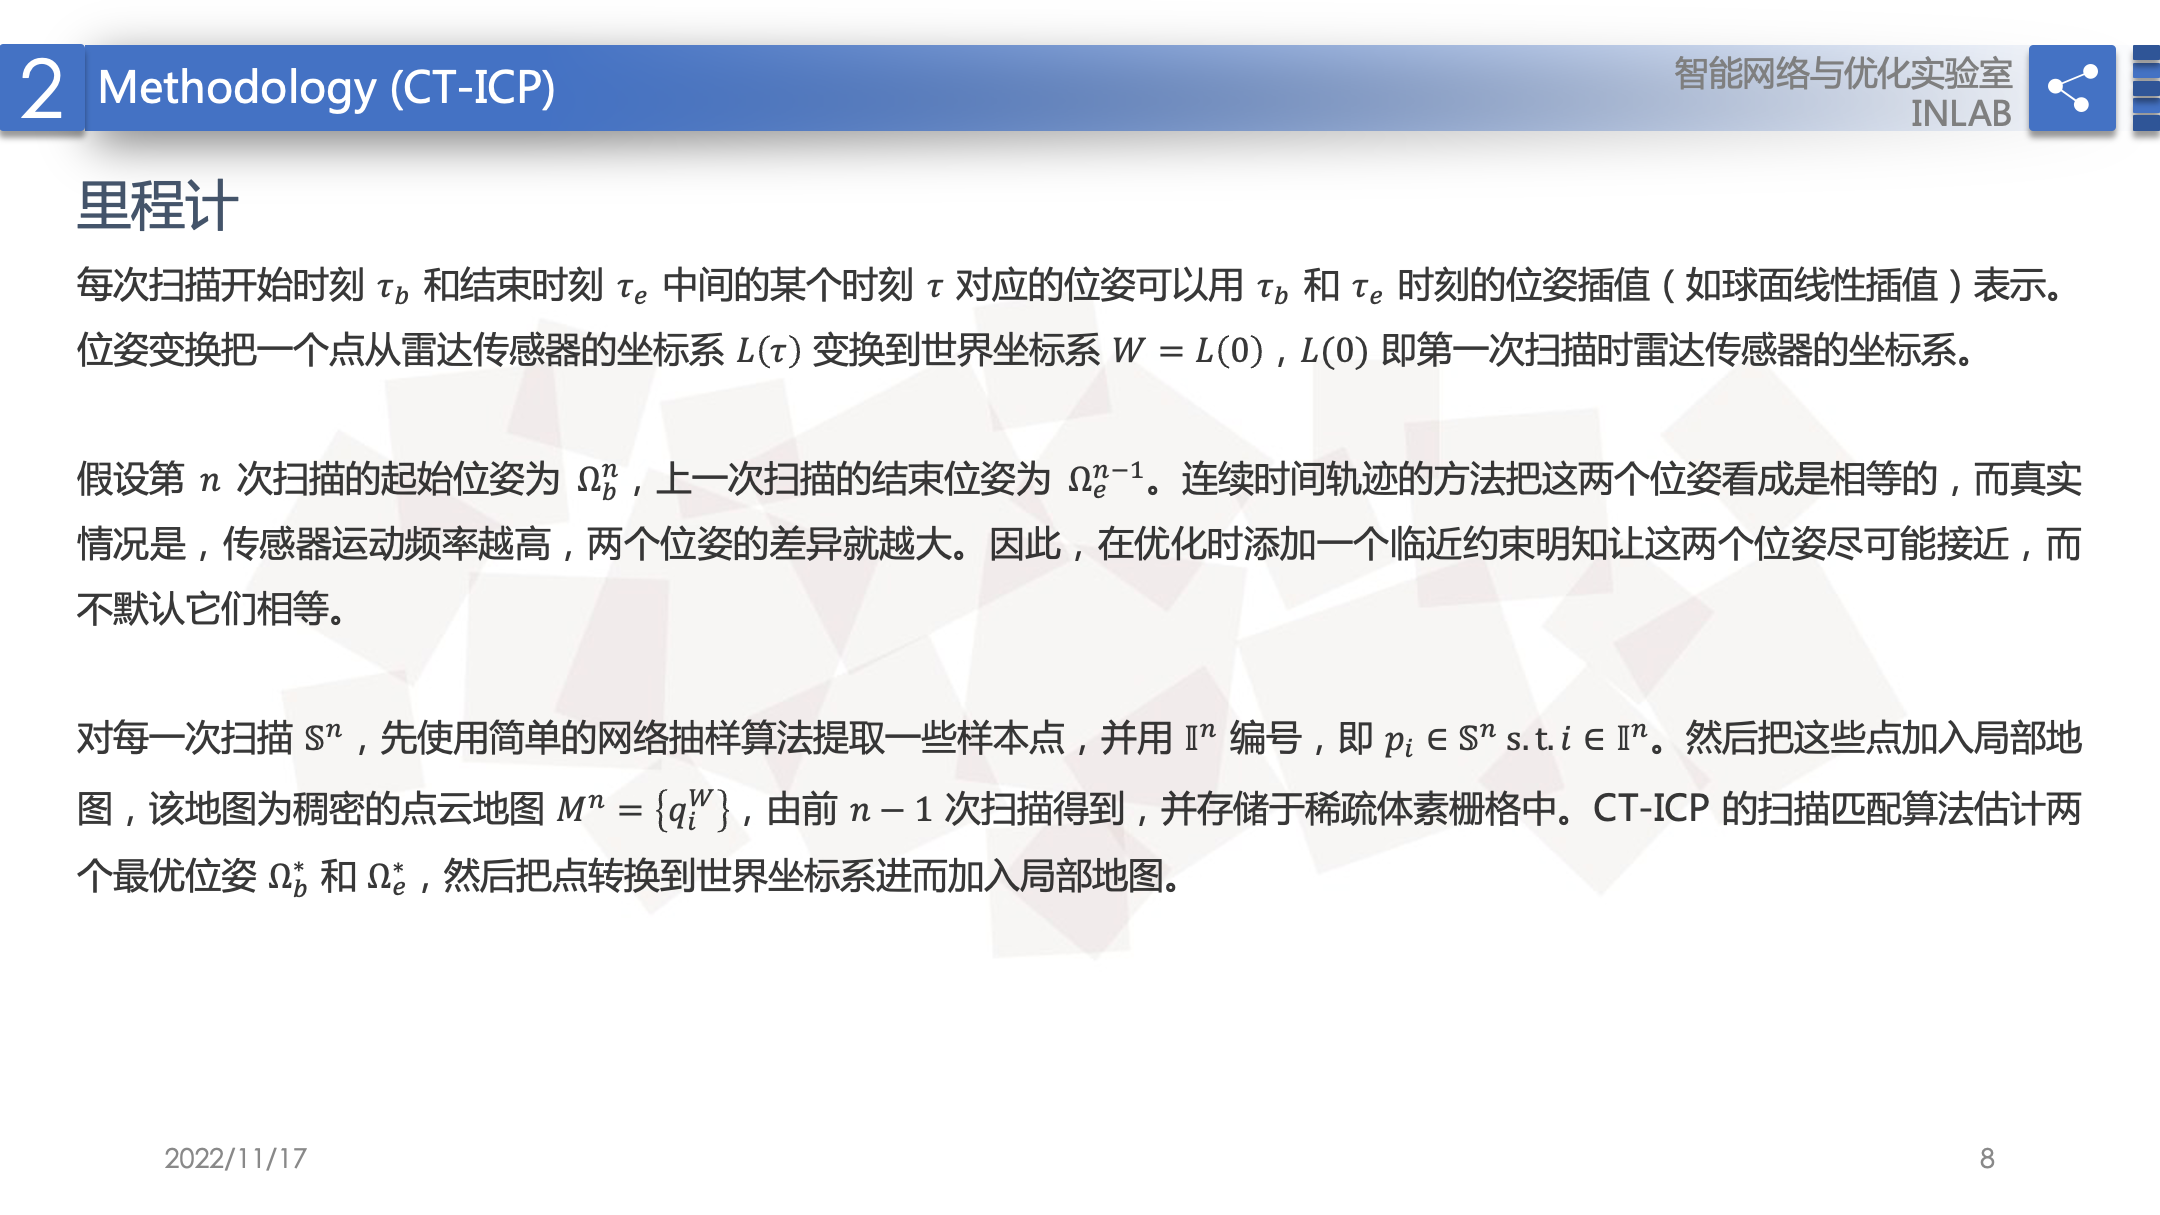 2
Methodology (CT-ICP)
智能网络与优化实验室
INLAB
里程计
每次扫描开始时刻 τ_b 和结束时刻 τ_e 中间的某个时刻 τ 对应的位姿可以用 τ_b 和 τ_e 时刻的位姿插值（如球面线性插值）表示。
位姿变换把一个点从雷达传感器的坐标系 L(τ) 变换到世界坐标系 W = L(0)，L(0) 即第一次扫描时雷达传感器的坐标系。
假设第 n 次扫描的起始位姿为 Ω_b^n，上一次扫描的结束位姿为 Ω_e^{n−1}。连续时间轨迹的方法把这两个位姿看成是相等的，而真实
情况是，传感器运动频率越高，两个位姿的差异就越大。因此，在优化时添加一个临近约束明知让这两个位姿尽可能接近，而
不默认它们相等。
对每一次扫描 𝕊^n，先使用简单的网络抽样算法提取一些样本点，并用 𝕀^n 编号，即 p_i ∈ 𝕊^n s.t. i ∈ 𝕀^n。然后把这些点加入局部地
图，该地图为稠密的点云地图 M^n = {q_i^W}，由前 n − 1 次扫描得到，并存储于稀疏体素栅格中。CT-ICP 的扫描匹配算法估计两
个最优位姿 Ω_b^* 和 Ω_e^*，然后把点转换到世界坐标系进而加入局部地图。
2022/11/17
8